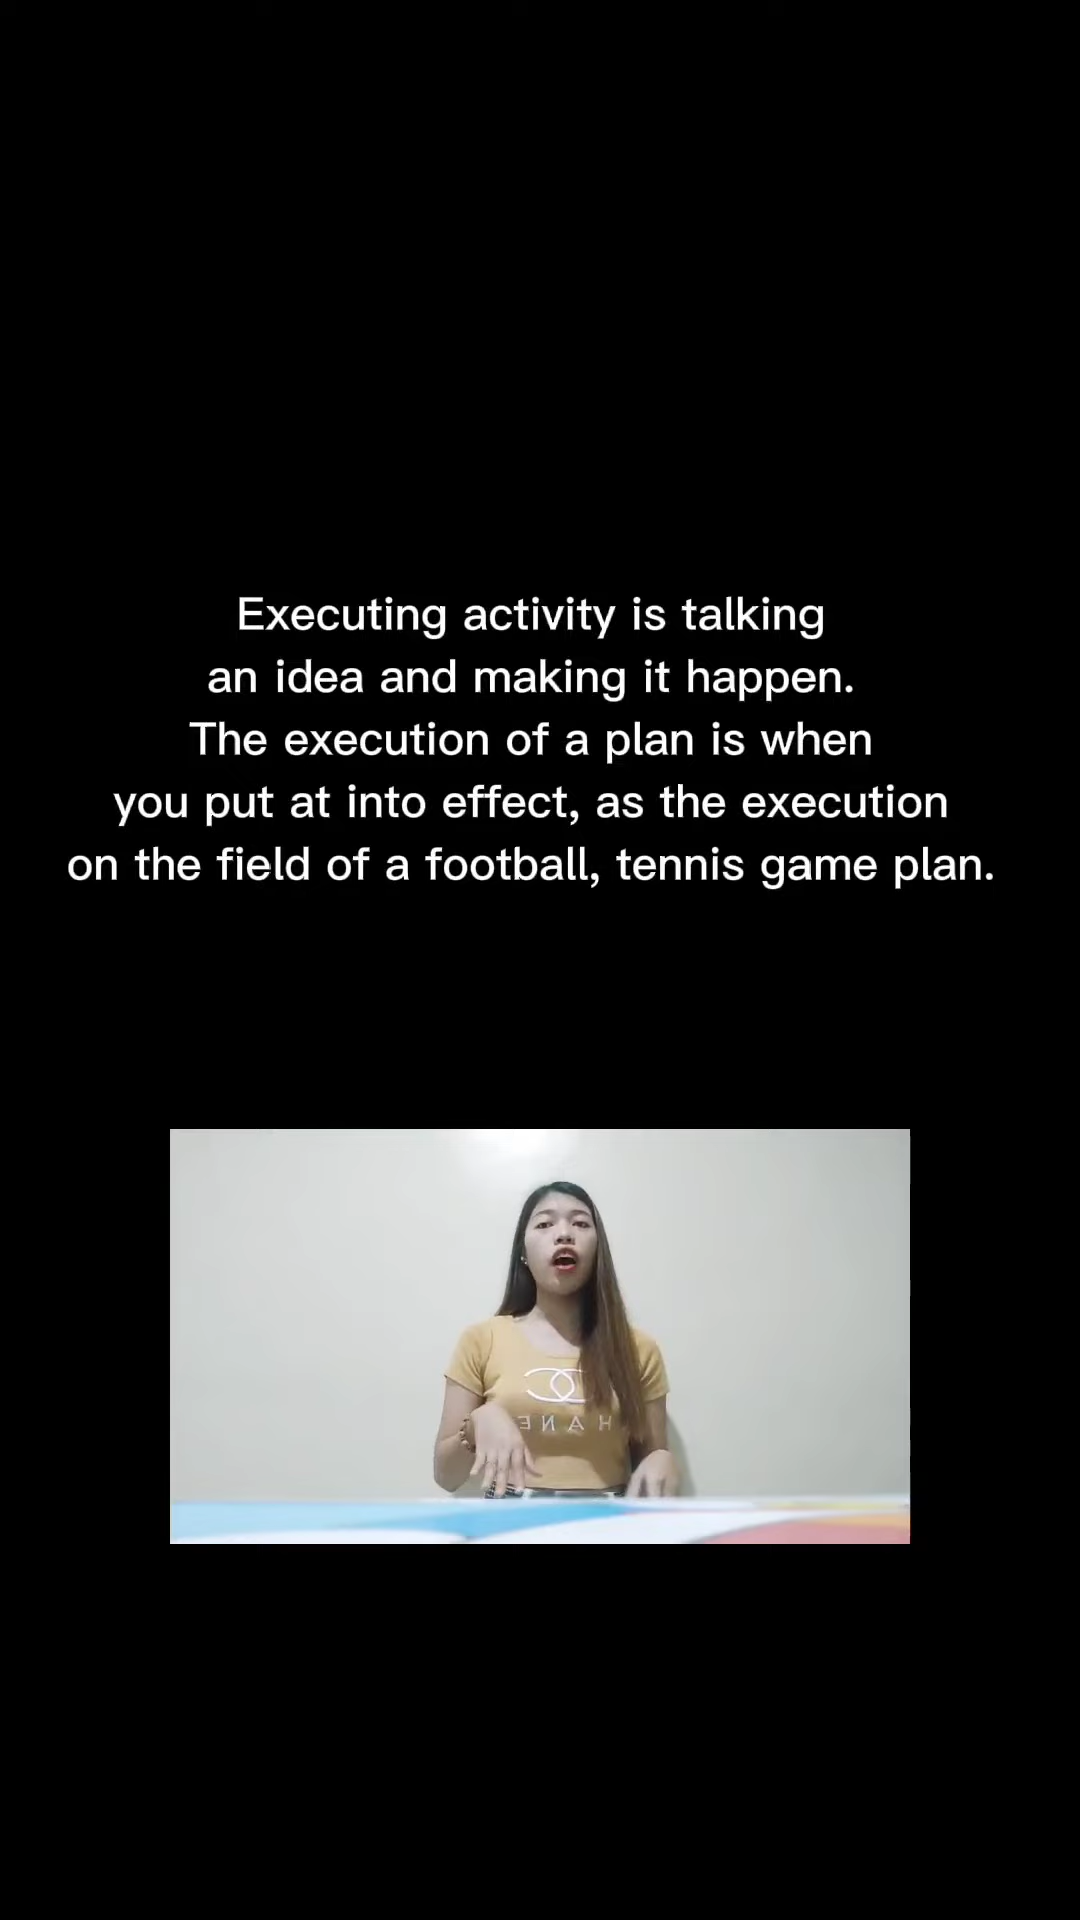 Executing activity is talking
an idea and making it happen.
The execution of a plan is when
you put at into effect, as the execution
on the field of a football, tennis game plan.
HANE